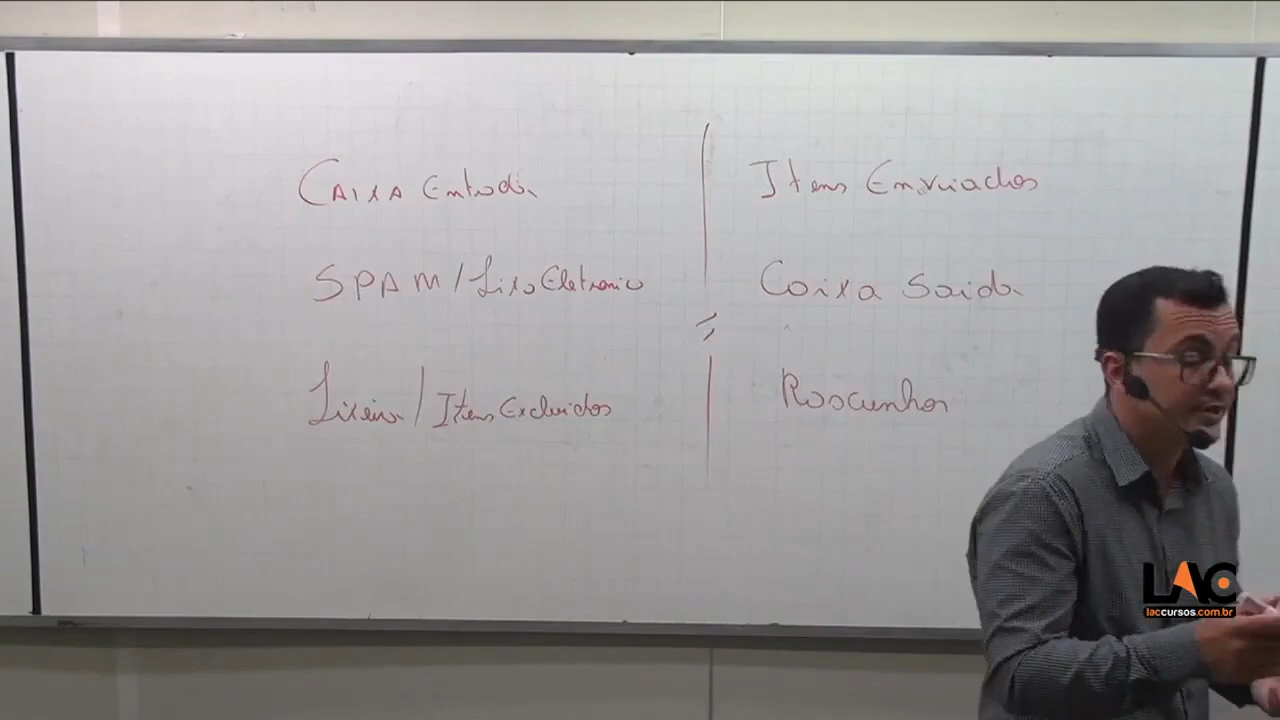 CAIXA Entrada
SPAM / Lixo Eletronico
Lixeira / Itens Excluidos
Itens Enviados
Caixa Saida
Rascunhos
LAC
laccursos.com.br